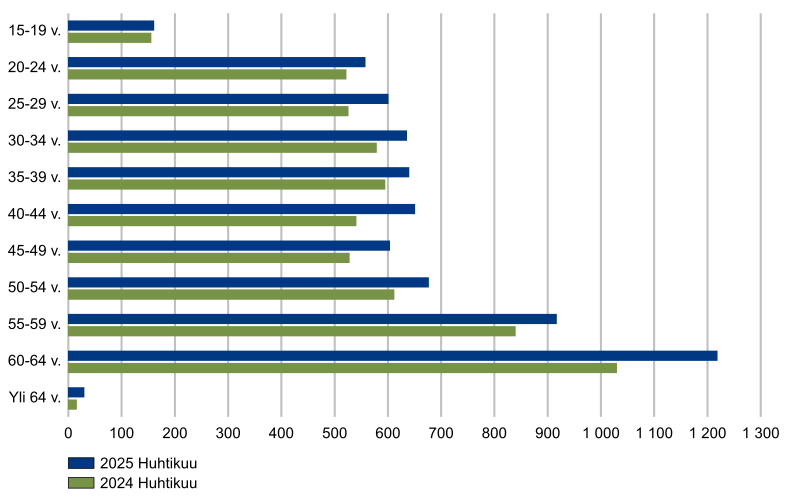 15-19 v.
20-24 v.
25-29 v.
30-34 v.
35-39 v.
40-44 v.
45-49 v.
50-54 v.
55-59 v.
60-64 v.
Yli 64 v.
0 100 200 300 400 500 600 700 800 900 1 000 1 100 1 200 1 300
2025 Huhtikuu
2024 Huhtikuu